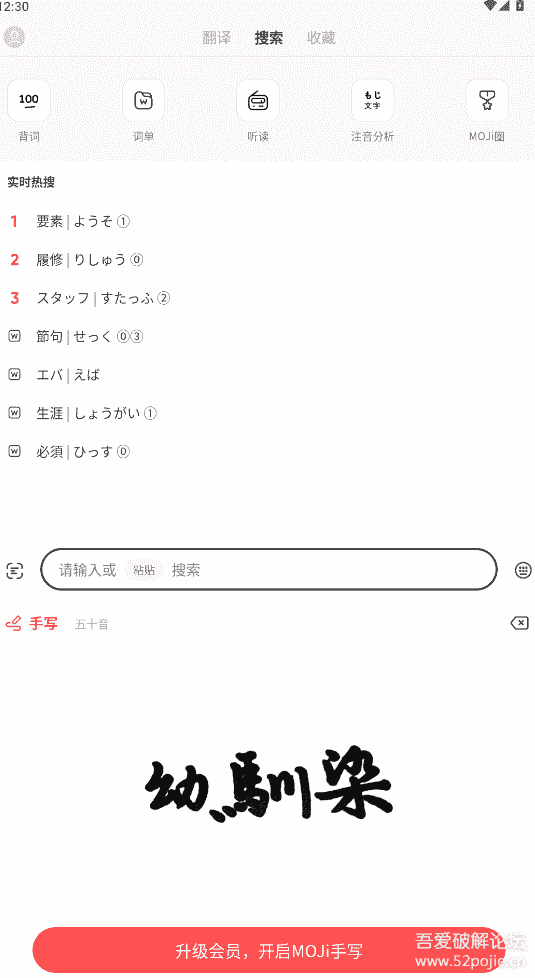 12:30
翻译 搜索 收藏
100 もじ 文字
背词 词单 听读 注音分析 MOJi圈
实时热搜
1 要素 | ようそ ①
2 履修 | りしゅう ⓪
3 スタッフ | すたっふ ②
W 節句 | せっく ⓪③
W エバ | えば
W 生涯 | しょうがい ①
W 必須 | ひっす ⓪
请输入或 粘贴 搜索
手写 五十音
幼馴染
升级会员，开启MOJi手写
吾爱破解论坛
www.52pojie.cn